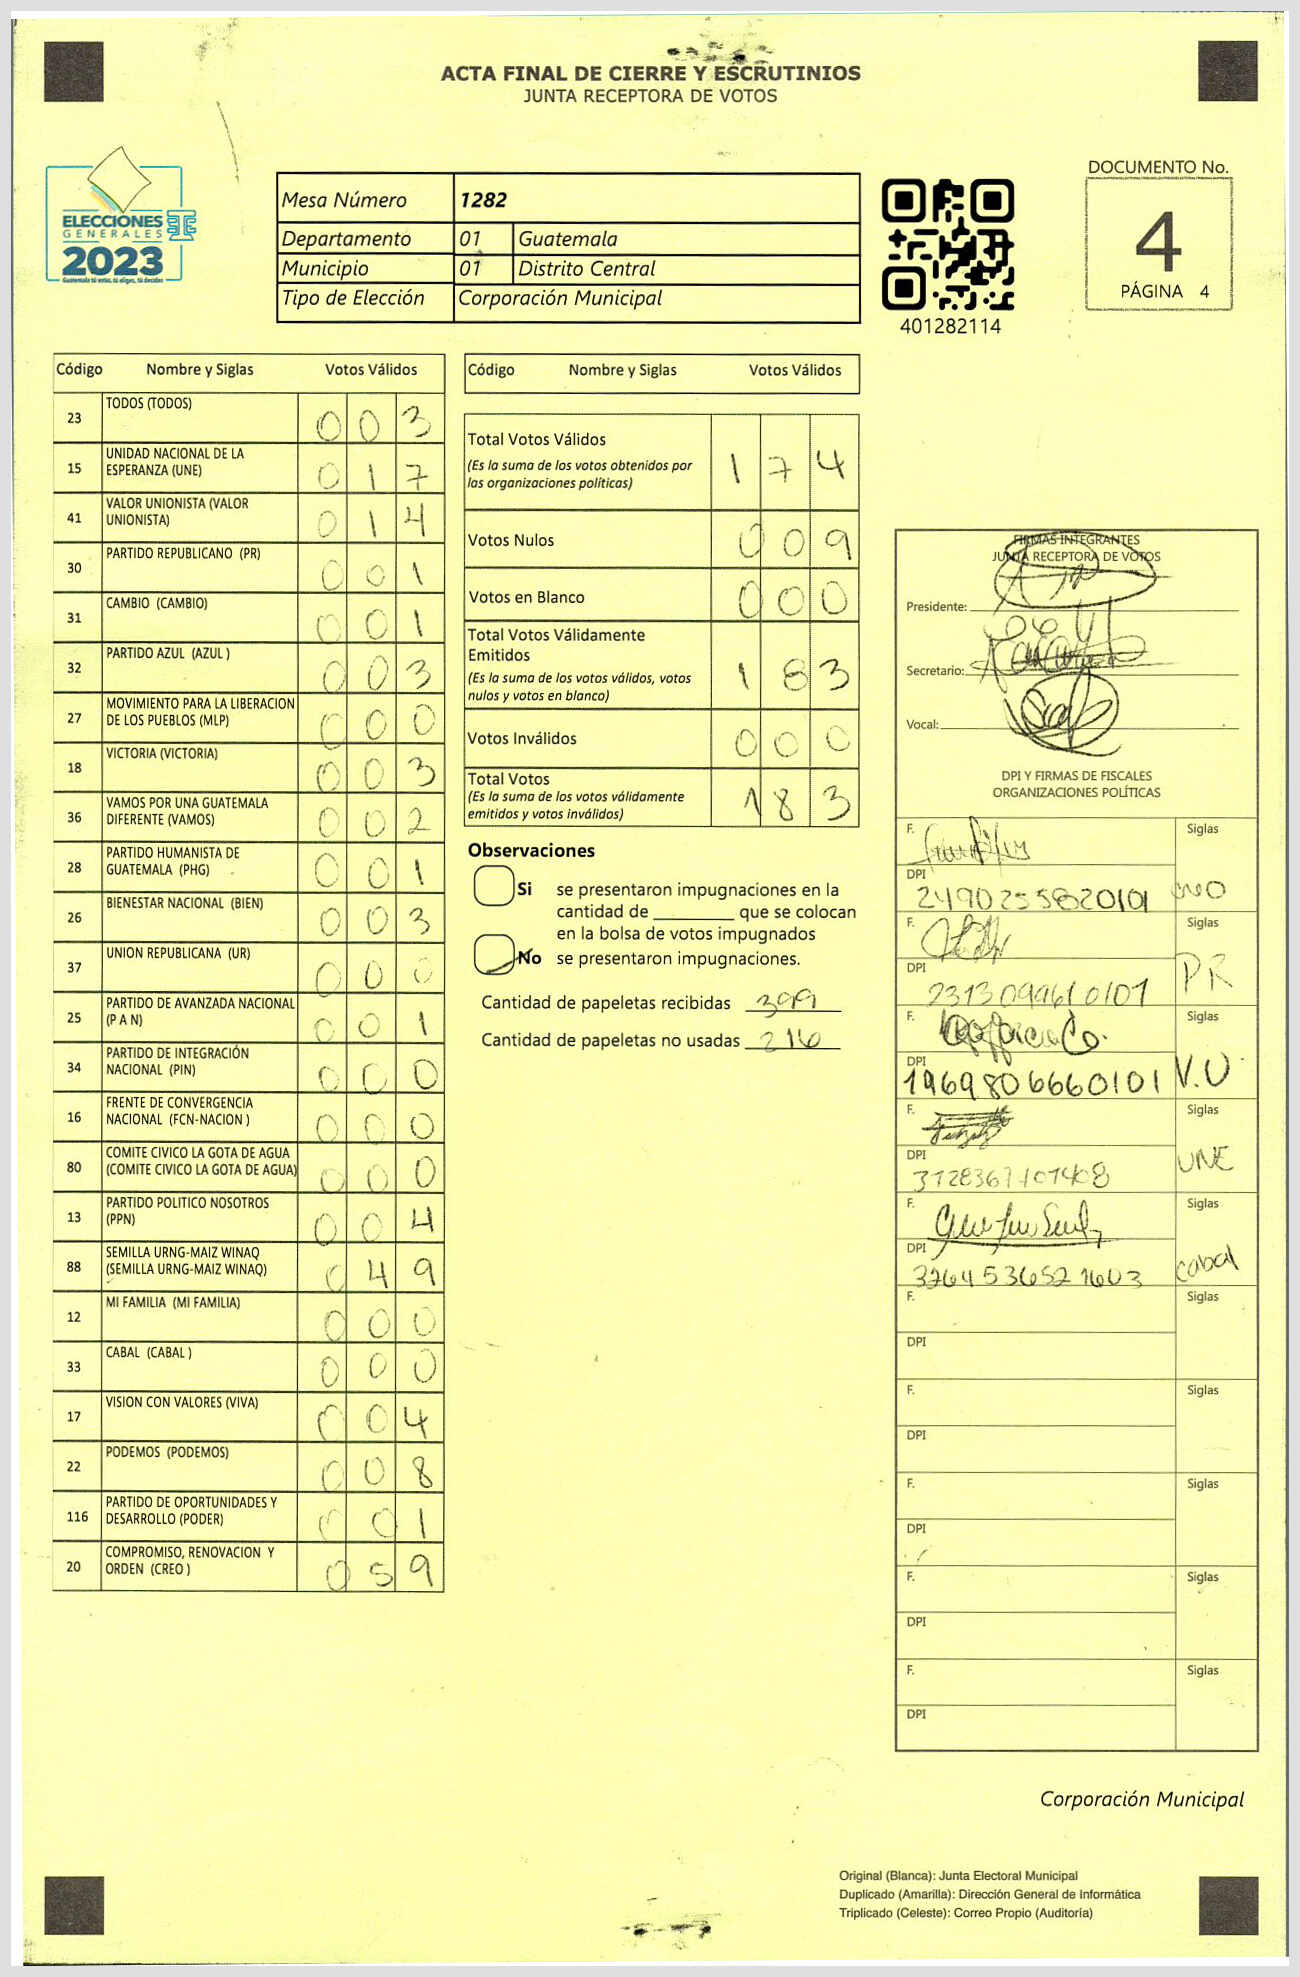 ACTA FINAL DE CIERRE Y ESCRUTINIOS
JUNTA RECEPTORA DE VOTOS
ELECCIONES
GENERALES
2023
Guatemala tú votas, tú eliges, tú decides
Mesa Número 1282
Departamento 01 Guatemala
Municipio 01 Distrito Central
Tipo de Elección Corporación Municipal
401282114
DOCUMENTO No.
4
PÁGINA 4
Código Nombre y Siglas Votos Válidos
23 TODOS (TODOS) 0 0 3
15 UNIDAD NACIONAL DE LA
ESPERANZA (UNE) 0 1 7
41 VALOR UNIONISTA (VALOR
UNIONISTA) 0 1 4
30 PARTIDO REPUBLICANO (PR) 0 0 1
31 CAMBIO (CAMBIO) 0 0 1
32 PARTIDO AZUL (AZUL ) 0 0 3
27 MOVIMIENTO PARA LA LIBERACION
DE LOS PUEBLOS (MLP) 0 0 0
18 VICTORIA (VICTORIA) 0 0 3
36 VAMOS POR UNA GUATEMALA
DIFERENTE (VAMOS) 0 0 2
28 PARTIDO HUMANISTA DE
GUATEMALA (PHG) 0 0 1
26 BIENESTAR NACIONAL (BIEN) 0 0 3
37 UNION REPUBLICANA (UR) 0 0 0
25 PARTIDO DE AVANZADA NACIONAL
(P A N) 0 0 1
34 PARTIDO DE INTEGRACIÓN
NACIONAL (PIN) 0 0 0
16 FRENTE DE CONVERGENCIA
NACIONAL (FCN-NACION ) 0 0 0
80 COMITE CIVICO LA GOTA DE AGUA
(COMITE CIVICO LA GOTA DE AGUA) 0 0 0
13 PARTIDO POLITICO NOSOTROS
(PPN) 0 0 4
88 SEMILLA URNG-MAIZ WINAQ
(SEMILLA URNG-MAIZ WINAQ) 0 4 9
12 MI FAMILIA (MI FAMILIA) 0 0 0
33 CABAL (CABAL ) 0 0 0
17 VISION CON VALORES (VIVA) 0 0 4
22 PODEMOS (PODEMOS) 0 0 8
116 PARTIDO DE OPORTUNIDADES Y
DESARROLLO (PODER) 0 0 1
20 COMPROMISO, RENOVACION Y
ORDEN (CREO ) 0 5 9
Código Nombre y Siglas Votos Válidos
Total Votos Válidos
(Es la suma de los votos obtenidos por
las organizaciones políticas) 1 7 4
Votos Nulos 0 0 9
Votos en Blanco 0 0 0
Total Votos Válidamente
Emitidos
(Es la suma de los votos válidos, votos
nulos y votos en blanco) 1 8 3
Votos Inválidos 0 0 0
Total Votos
(Es la suma de los votos válidamente
emitidos y votos inválidos) 1 8 3
Observaciones
Si se presentaron impugnaciones en la
cantidad de ________ que se colocan
en la bolsa de votos impugnados
No se presentaron impugnaciones.
Cantidad de papeletas recibidas 399
Cantidad de papeletas no usadas 216
FIRMAS INTEGRANTES
JUNTA RECEPTORA DE VOTOS
Presidente:
Secretario:
Vocal:
DPI Y FIRMAS DE FISCALES
ORGANIZACIONES POLÍTICAS
F. Siglas
DPI
2490255820101
F. Siglas
PR
DPI
F. Siglas
DPI
1969806660101 V.U
F. Siglas
UNE
DPI
F. Siglas
cabal
DPI
3264536521603
F. Siglas
DPI
F. Siglas
DPI
F. Siglas
DPI
F. Siglas
DPI
F. Siglas
DPI
Corporación Municipal
Original (Blanca): Junta Electoral Municipal
Duplicado (Amarilla): Dirección General de Informática
Triplicado (Celeste): Correo Propio (Auditoría)